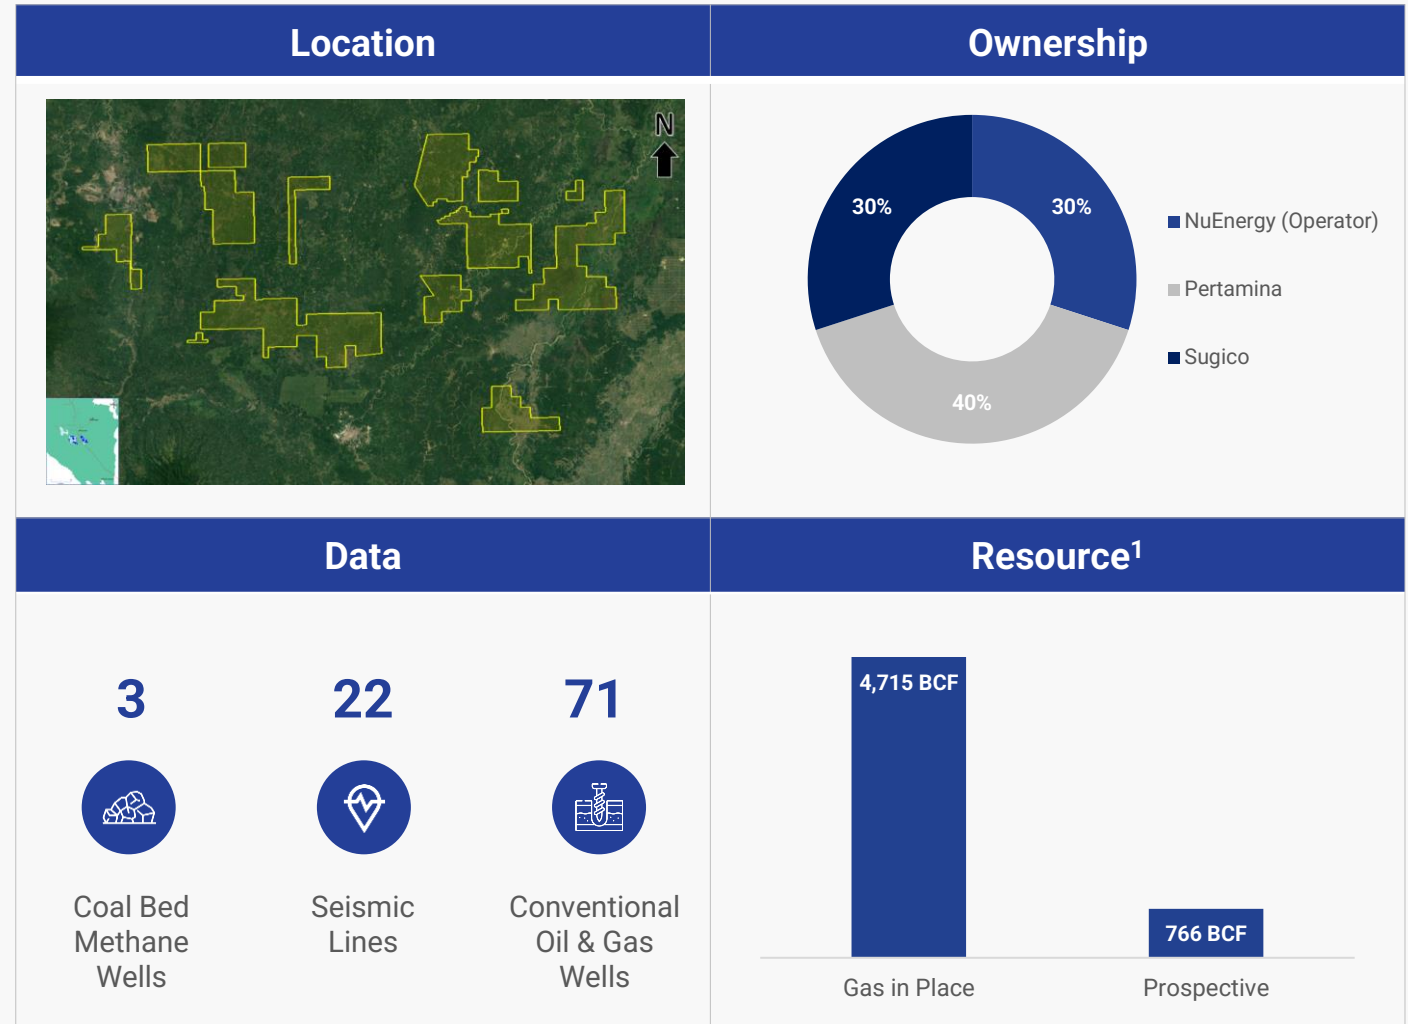 Location
Ownership
N
30%
30%
40%
NuEnergy (Operator)
Pertamina
Sugico
Data
Resource¹
3
22
71
Coal Bed
Methane
Wells
Seismic
Lines
Conventional
Oil & Gas
Wells
4,715 BCF
766 BCF
Gas in Place
Prospective